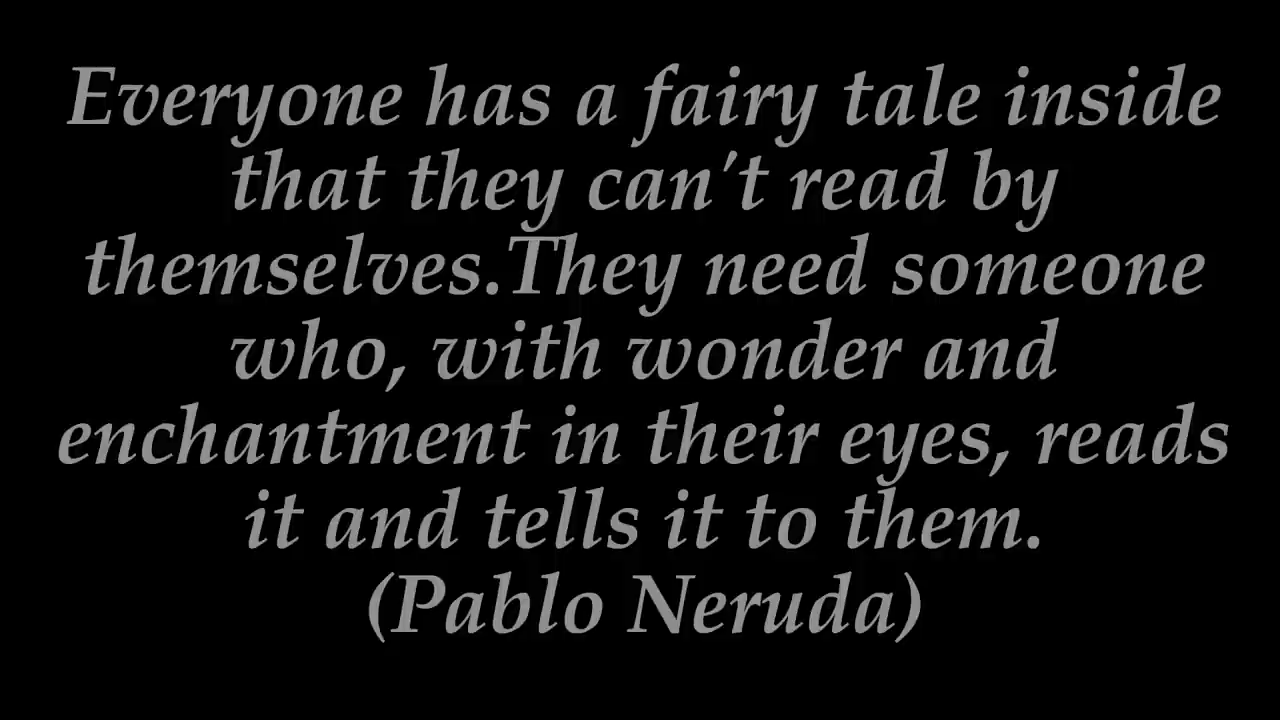 Everyone has a fairy tale inside
that they can't read by
themselves.They need someone
who, with wonder and
enchantment in their eyes, reads
it and tells it to them.
(Pablo Neruda)